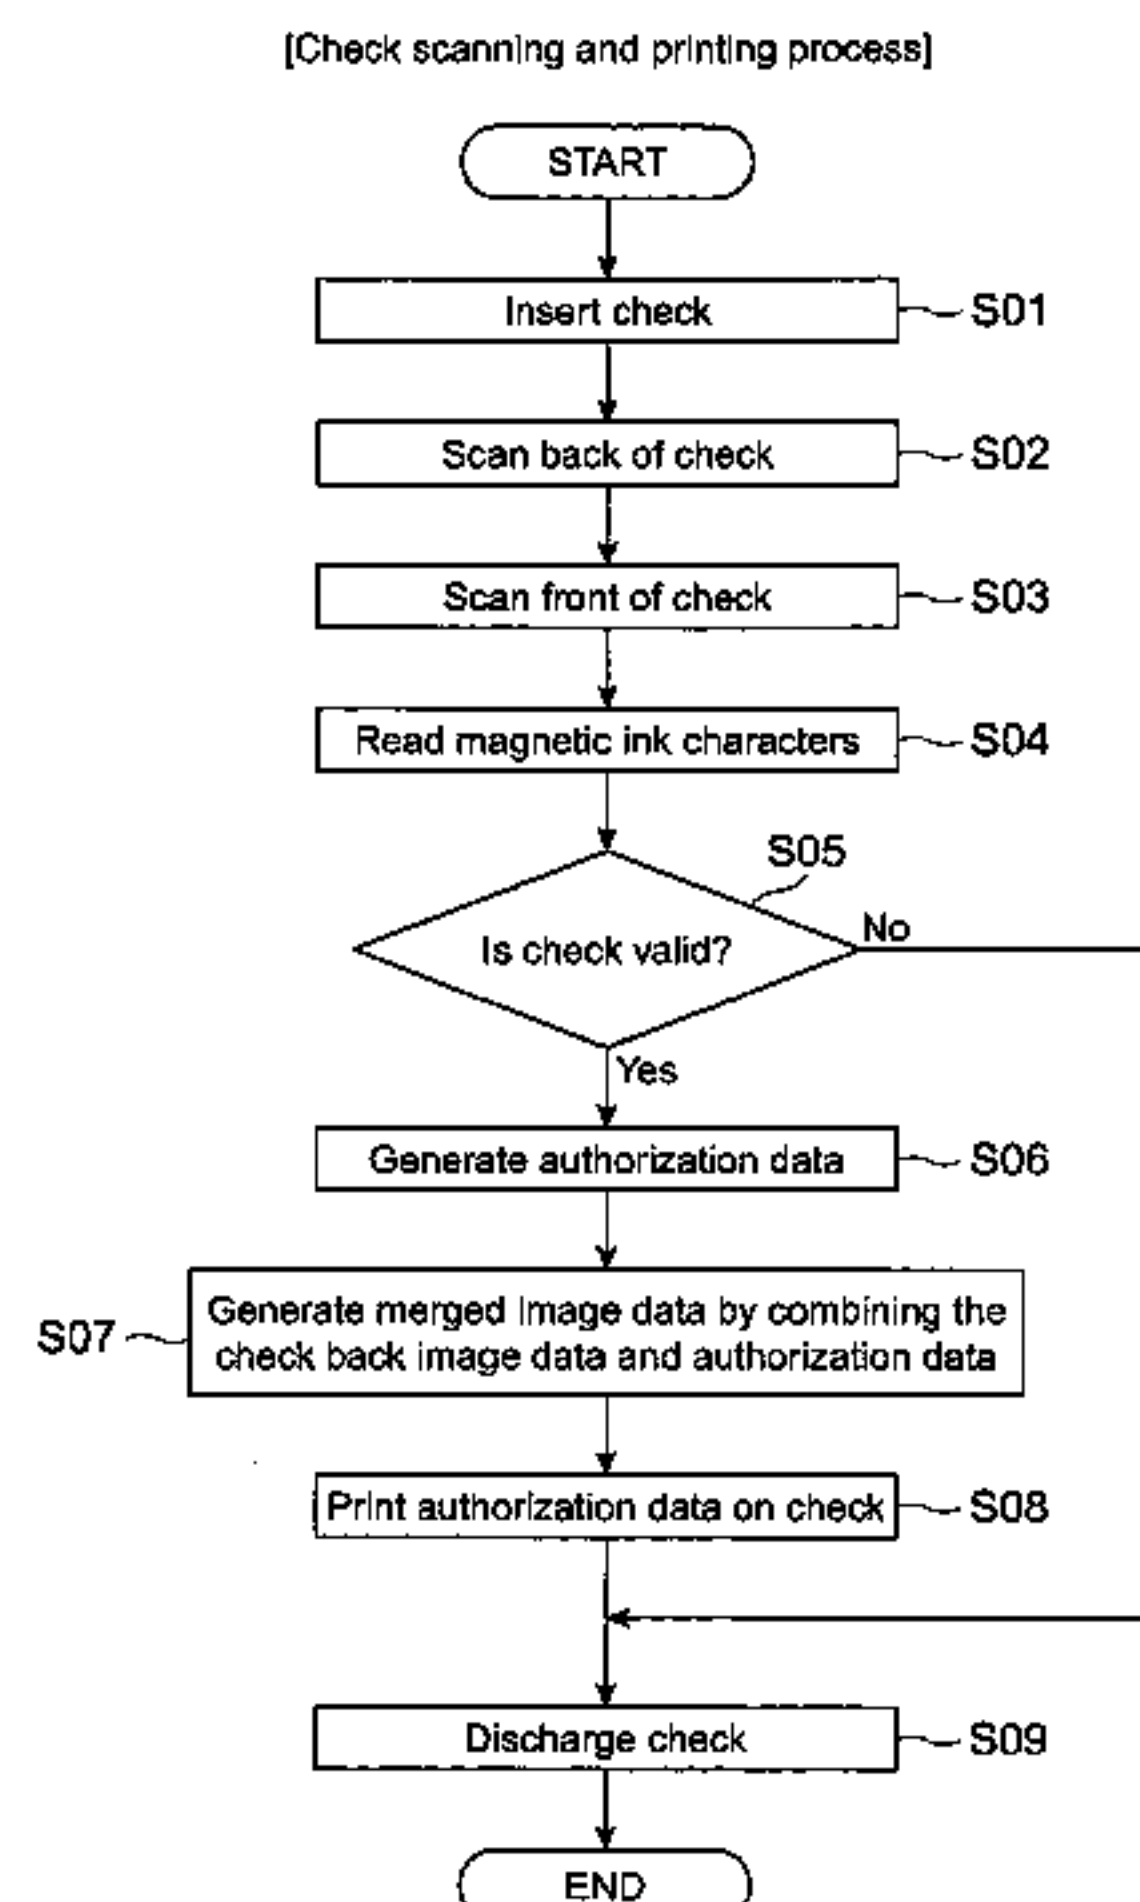 [Check scanning and printing process]
START
Insert check
S01
Scan back of check
S02
Scan front of check
S03
Read magnetic ink characters
S04
S05
Is check valid?
No
Yes
Generate authorization data
S06
S07
Generate merged image data by combining the
check back image data and authorization data
Print authorization data on check
S08
Discharge check
S09
END